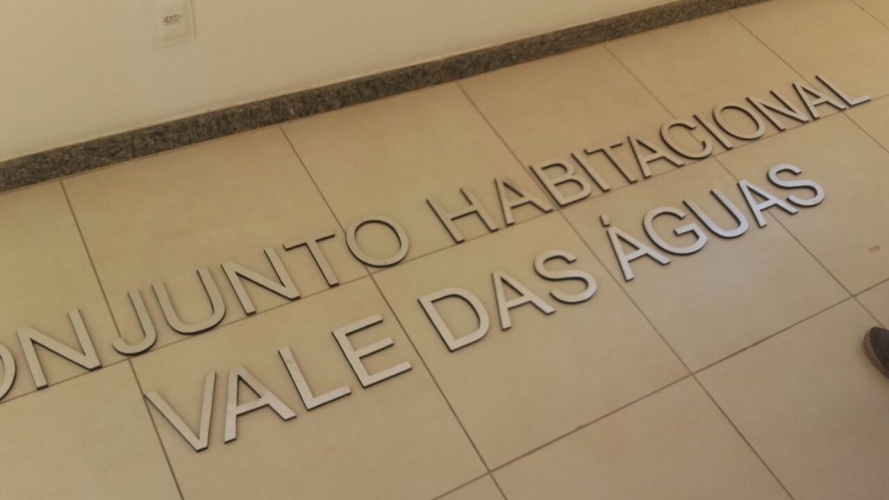 ONJUNTO HABITACIONAL
VALE DAS ÁGUAS